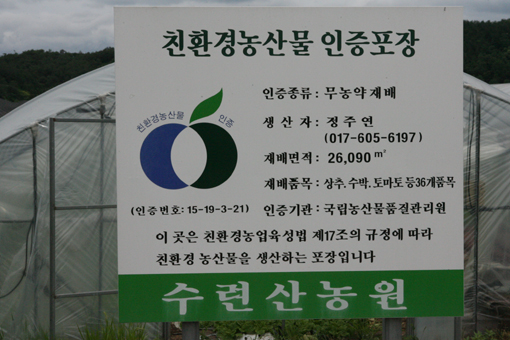 친환경농산물 인증포장
친환경농산물 인증
인증종류 : 무농약 재배
생 산 자 : 정 주 연
(017-605-6197)
재배면적 : 26,090㎡
재배품목 : 상추, 수박, 토마토 등36개품목
(인증번호: 15-19-3-21)
인증기관 : 국립농산물품질관리원
이 곳은 친환경농업육성법 제17조의 규정에 따라
친환경 농산물을 생산하는 포장입니다
수련산농원